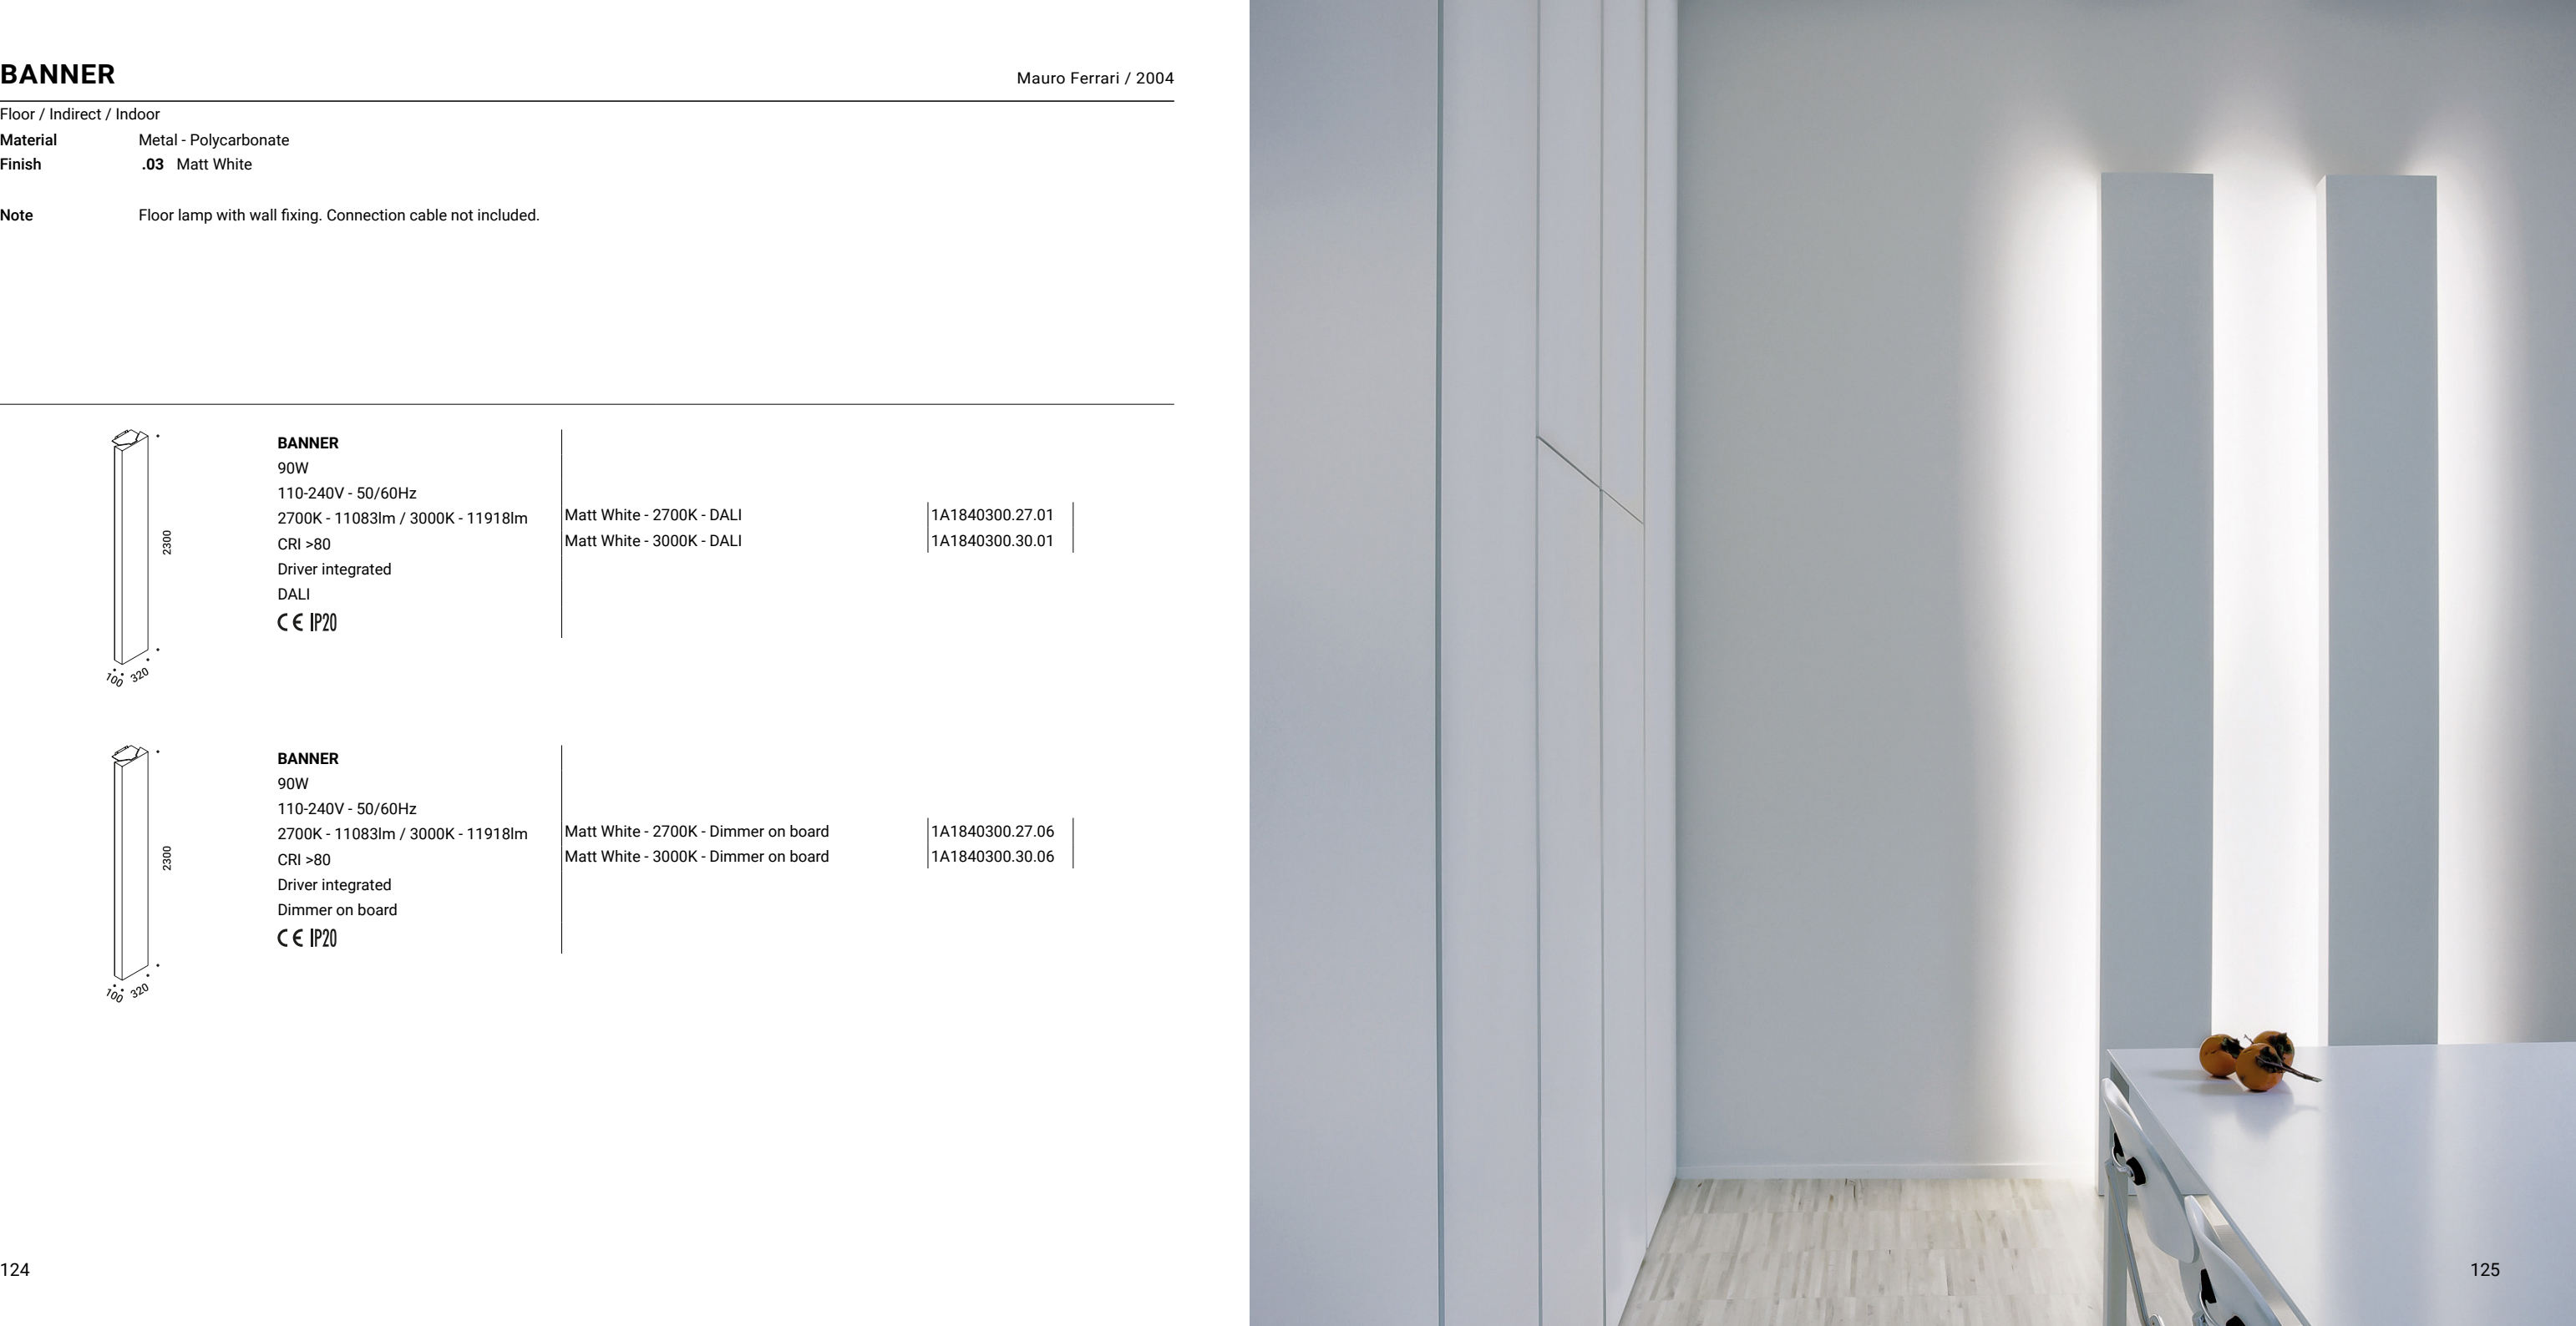 BANNER
Mauro Ferrari / 2004
Floor / Indirect / Indoor
Material Metal - Polycarbonate
Finish .03 Matt White
Note Floor lamp with wall fixing. Connection cable not included.
2300
100 320
BANNER
90W
110-240V - 50/60Hz
2700K - 11083lm / 3000K - 11918lm
CRI >80
Driver integrated
DALI
CE IP20
Matt White - 2700K - DALI 1A1840300.27.01
Matt White - 3000K - DALI 1A1840300.30.01
2300
100 320
BANNER
90W
110-240V - 50/60Hz
2700K - 11083lm / 3000K - 11918lm
CRI >80
Driver integrated
Dimmer on board
CE IP20
Matt White - 2700K - Dimmer on board 1A1840300.27.06
Matt White - 3000K - Dimmer on board 1A1840300.30.06
124
125